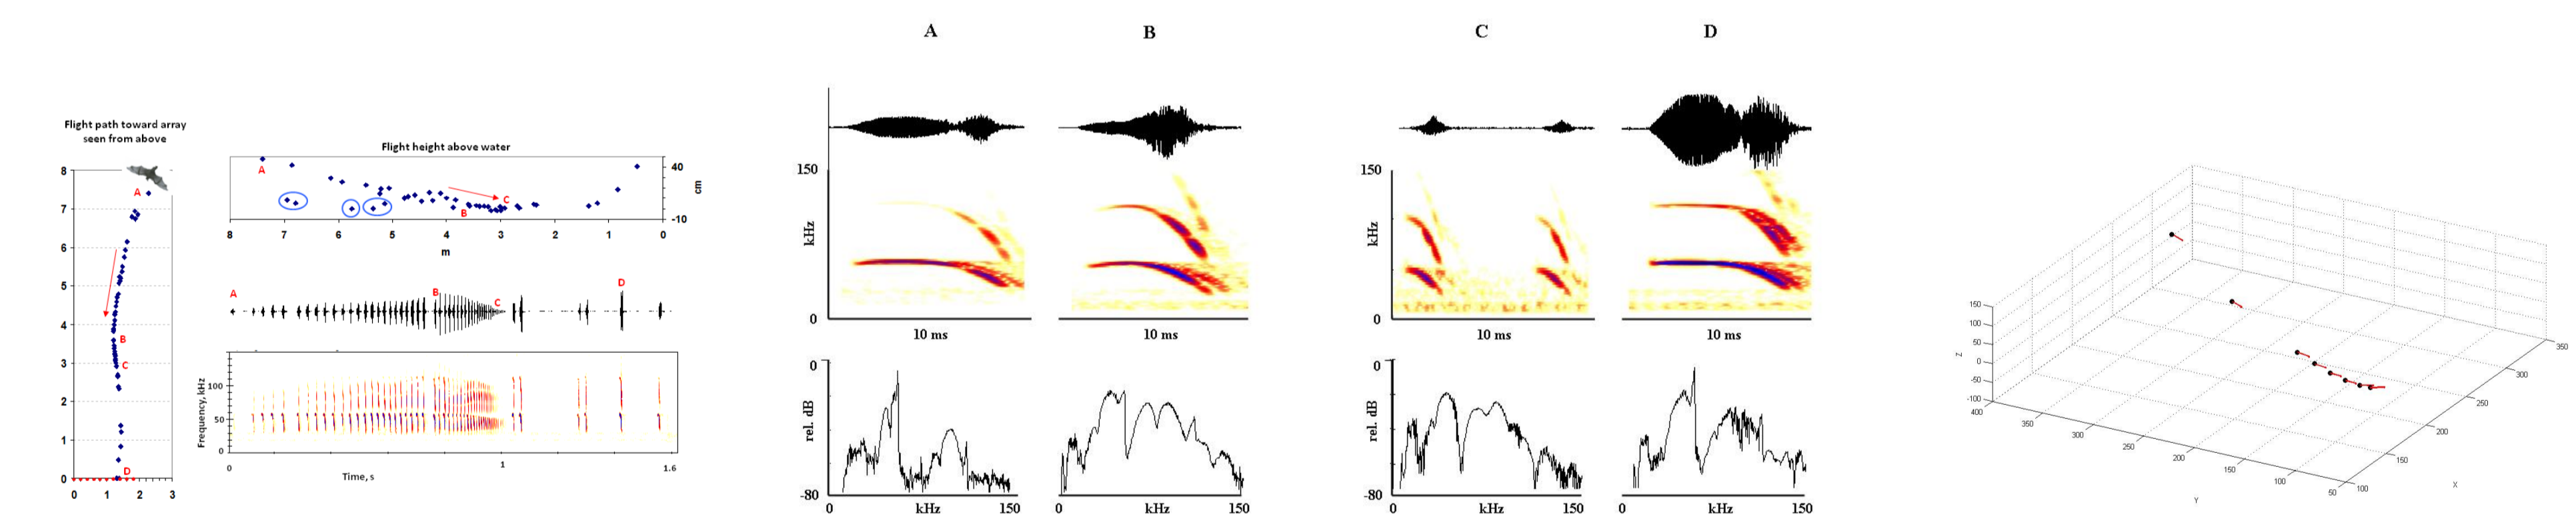 Flight path toward array
seen from above
8
7
6
5
4
3
2
1
0
A
B
C
D
0 1 2 3
Flight height above water
A
B
C
40
cm
-10
8 7 6 5 4 3 2 1 0
m
A
B
C
D
Frequency, kHz
100
50
0
0 1 1.6
Time, s
A B C D
150
kHz
0
10 ms 10 ms
150
kHz
0
10 ms 10 ms
0
rel. dB
-80
0 kHz 150
0 kHz 150
0
rel. dB
-80
0 kHz 150
0 kHz 150
150
100
50
0
-50
-100
Z
400
350
300
250
200
150
100
50
Y
100
150
200
250
300
350
X